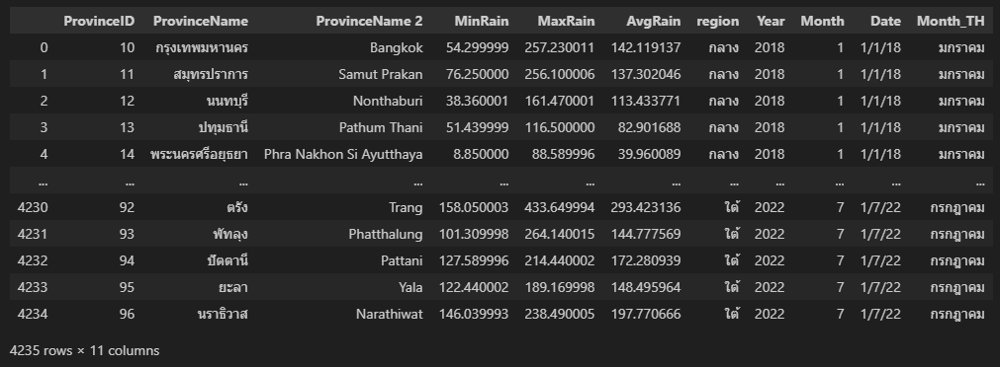 ProvinceID ProvinceName ProvinceName 2 MinRain MaxRain AvgRain region Year Month Date Month_TH
0 10 กรุงเทพมหานคร Bangkok 54.299999 257.230011 142.119137 กลาง 2018 1 1/1/18 มกราคม
1 11 สมุทรปราการ Samut Prakan 76.250000 256.100006 137.302046 กลาง 2018 1 1/1/18 มกราคม
2 12 นนทบุรี Nonthaburi 38.360001 161.470001 113.433771 กลาง 2018 1 1/1/18 มกราคม
3 13 ปทุมธานี Pathum Thani 51.439999 116.500000 82.901688 กลาง 2018 1 1/1/18 มกราคม
4 14 พระนครศรีอยุธยา Phra Nakhon Si Ayutthaya 8.850000 88.589996 39.960089 กลาง 2018 1 1/1/18 มกราคม
... ... ... ... ... ... ... ... ... ... ... ...
4230 92 ตรัง Trang 158.050003 433.649994 293.423136 ใต้ 2022 7 1/7/22 กรกฎาคม
4231 93 พัทลุง Phatthalung 101.309998 264.140015 144.777569 ใต้ 2022 7 1/7/22 กรกฎาคม
4232 94 ปัตตานี Pattani 127.589996 214.440002 172.280939 ใต้ 2022 7 1/7/22 กรกฎาคม
4233 95 ยะลา Yala 122.440002 189.169998 148.495964 ใต้ 2022 7 1/7/22 กรกฎาคม
4234 96 นราธิวาส Narathiwat 146.039993 238.490005 197.770666 ใต้ 2022 7 1/7/22 กรกฎาคม
4235 rows × 11 columns